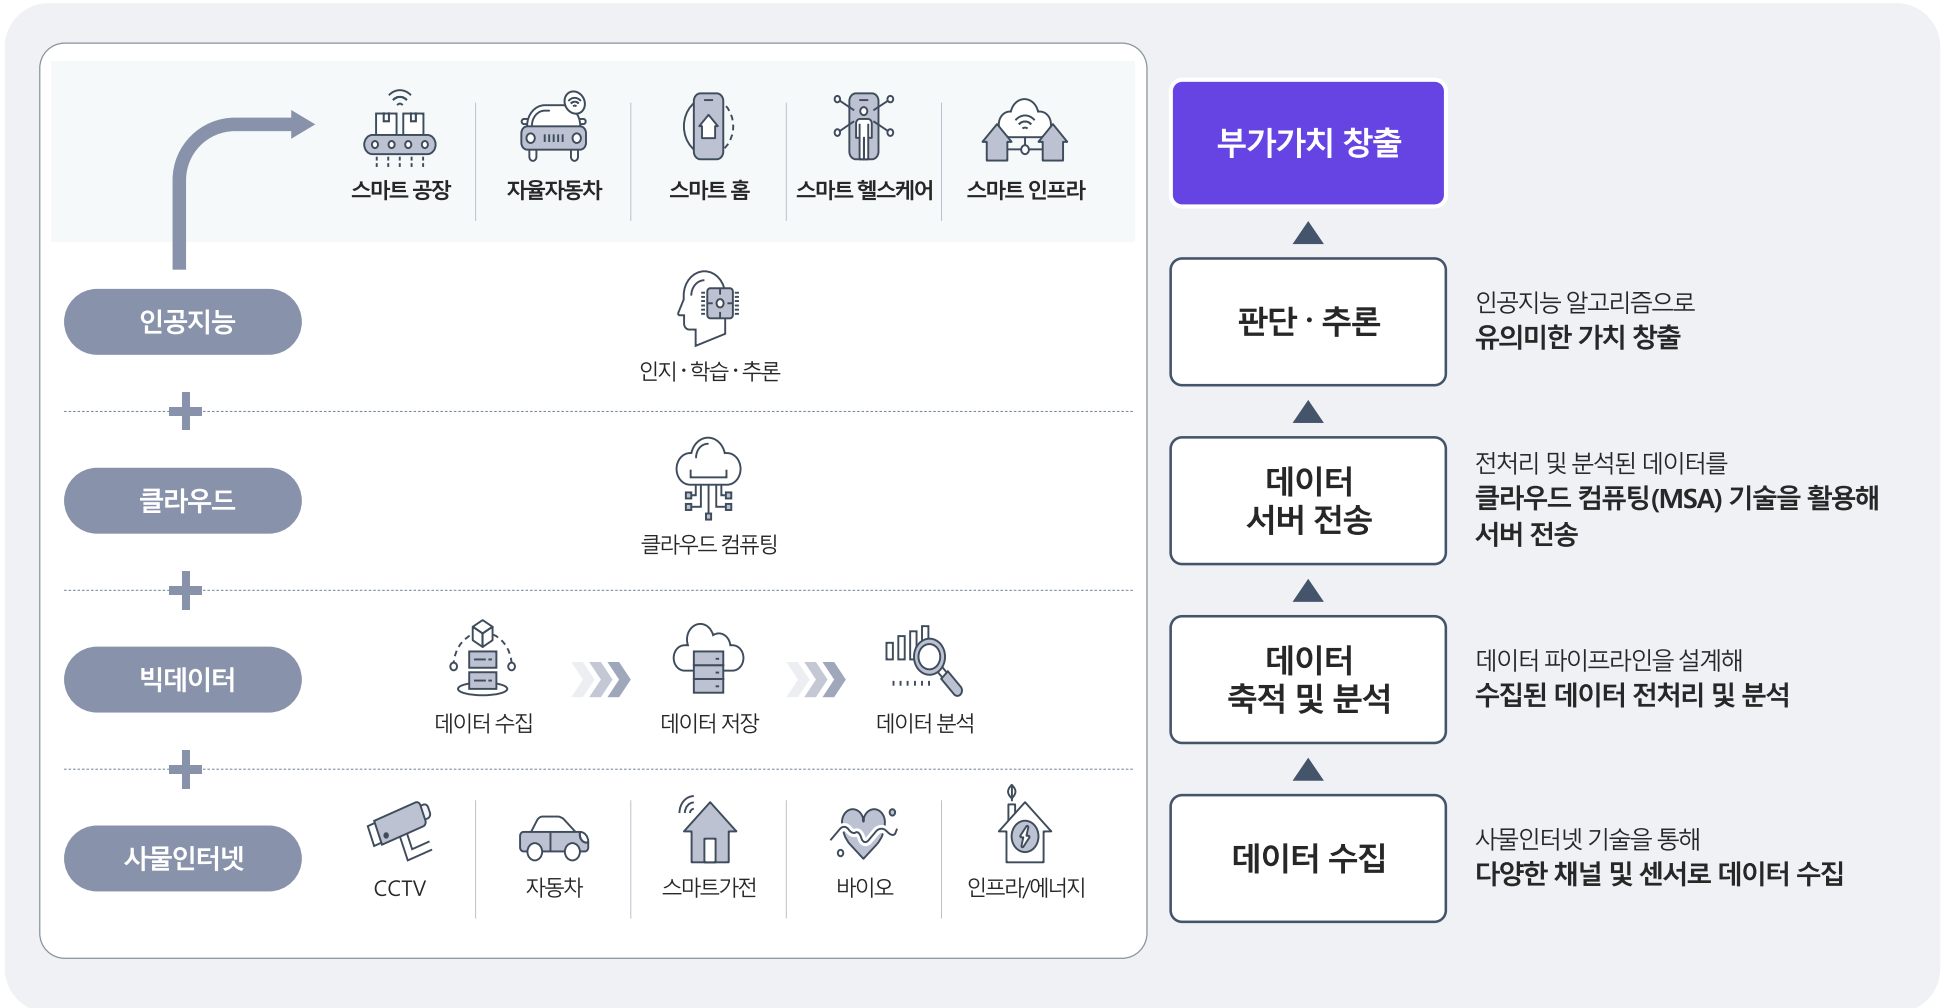 스마트 공장
자율자동차
스마트 홈
스마트 헬스케어
스마트 인프라
인공지능
인지 · 학습 · 추론
클라우드
클라우드 컴퓨팅
빅데이터
데이터 수집
데이터 저장
데이터 분석
사물인터넷
CCTV
자동차
스마트가전
바이오
인프라/에너지
부가가치 창출
판단 · 추론
인공지능 알고리즘으로
유의미한 가치 창출
데이터
서버 전송
전처리 및 분석된 데이터를
클라우드 컴퓨팅(MSA) 기술을 활용해
서버 전송
데이터
축적 및 분석
데이터 파이프라인을 설계해
수집된 데이터 전처리 및 분석
데이터 수집
사물인터넷 기술을 통해
다양한 채널 및 센서로 데이터 수집